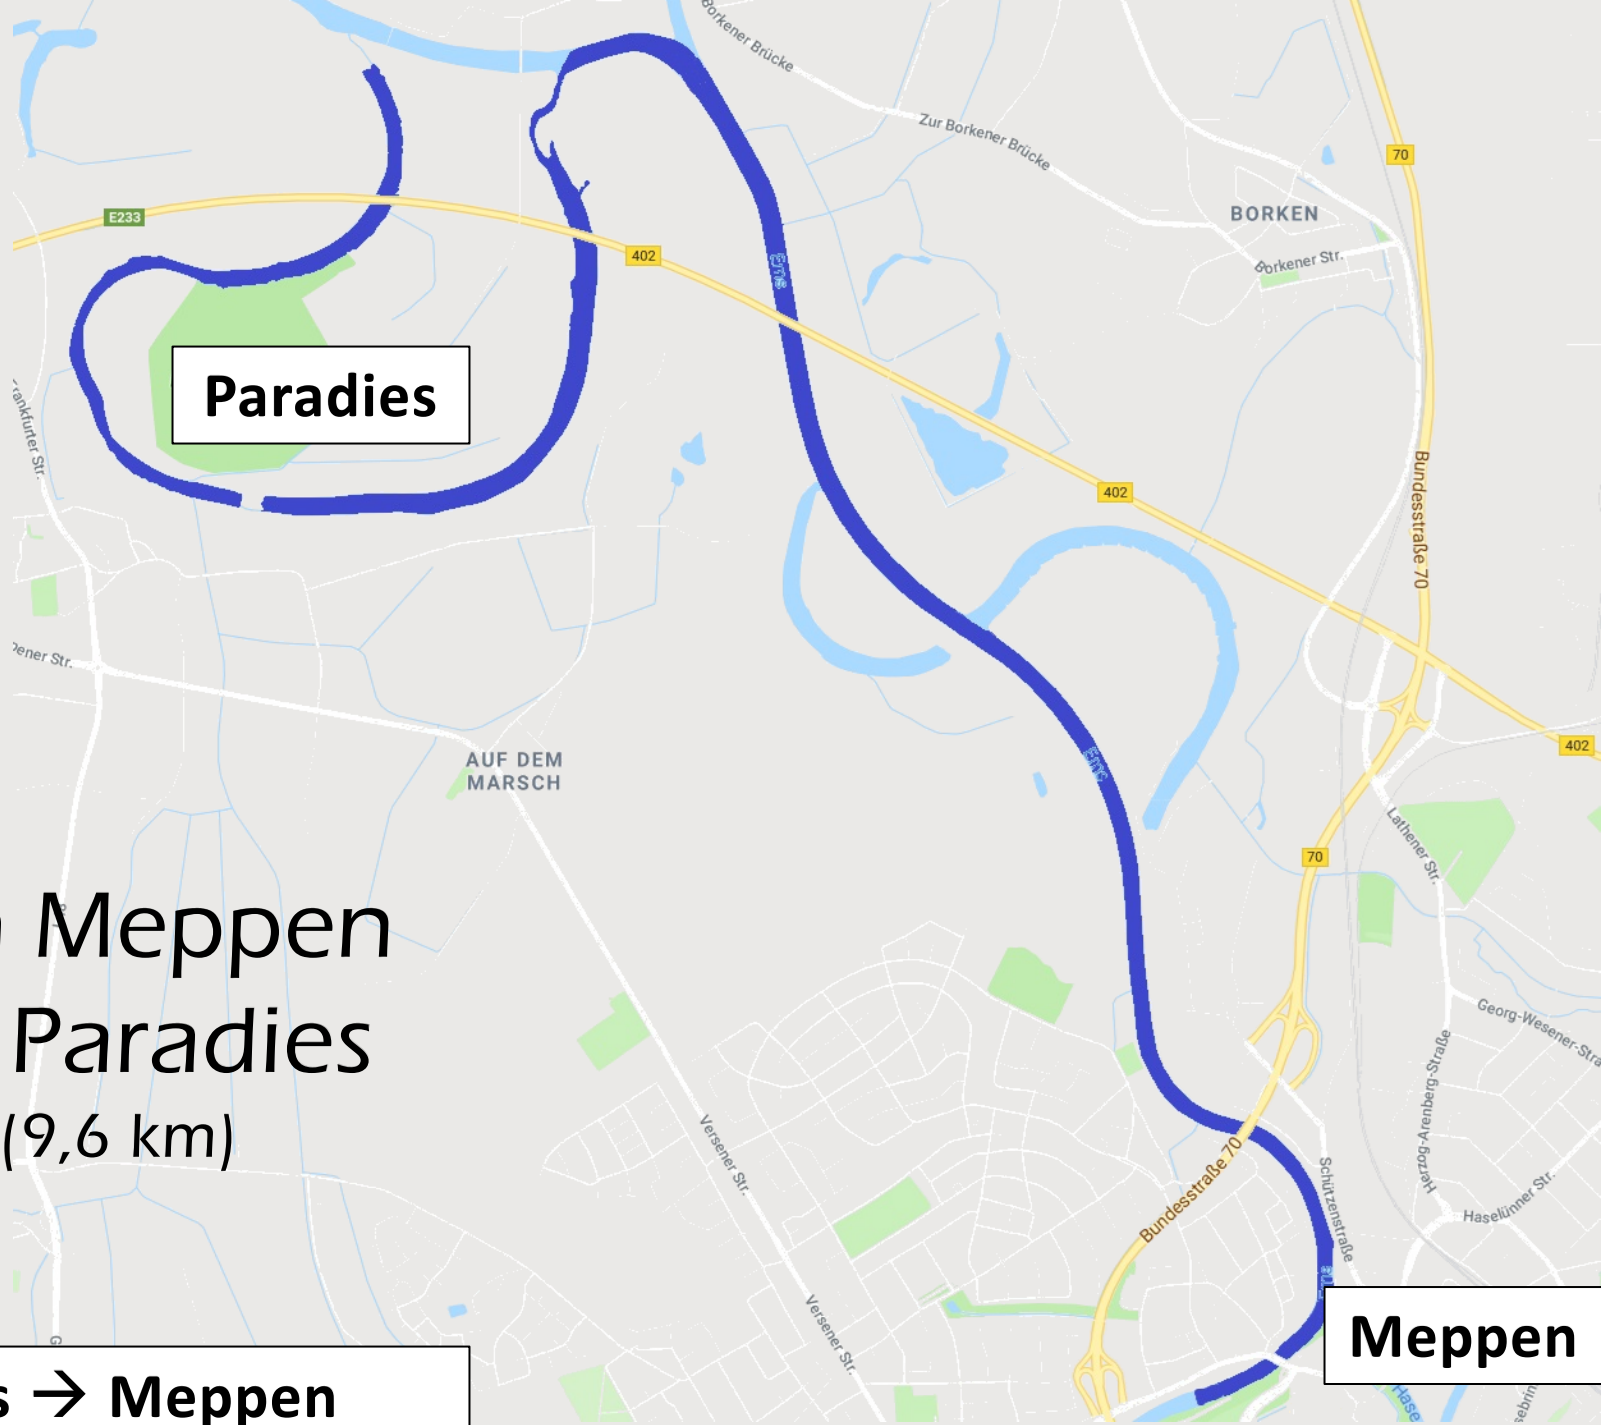 Borkener Brücke
Zur Borkener Brücke
70
BORKEN
E233
402
Borkener Str.
Ems
Paradies
402
Bundesstraße 70
402
AUF DEM
MARSCH
Ems
Lathener Str.
70
Meppen
Paradies
(9,6 km)
Georg-Wesener-Stra
Herzog-Arenberg-Straße
Versener Str.
Bundesstraße 70
Schützenstraße
Haselünner Str.
Versener Str.
Meppen
s → Meppen
Hase